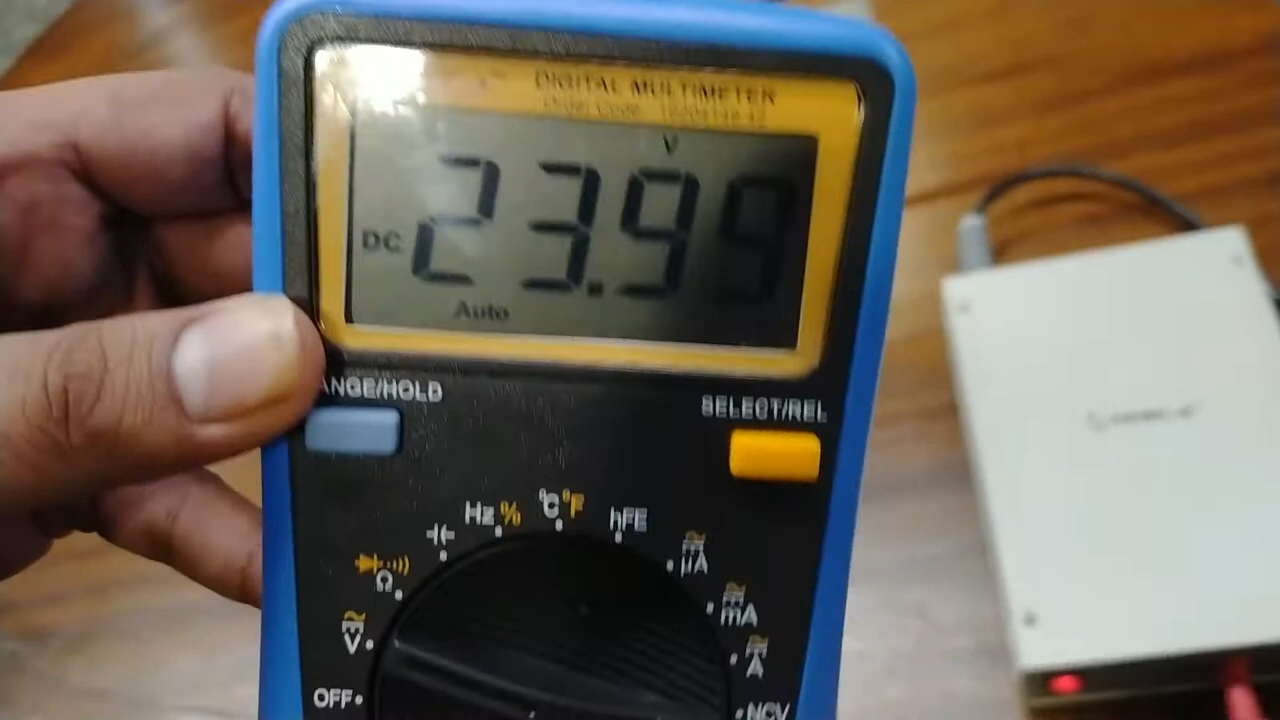 DIGITAL MULTIMETER
V
DC
23.99
Auto
ANGE/HOLD
SELECT/REL
Hz %
°C °F
hFE
µA
Ω
mA
V
A
OFF
NCV